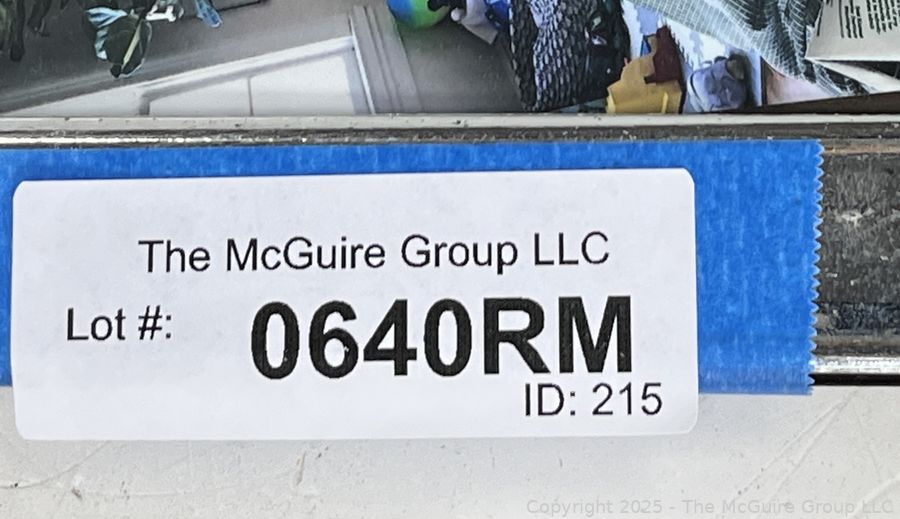 The McGuire Group LLC
Lot #: 0640RM
ID: 215
Copyright 2025 - The McGuire Group LLC